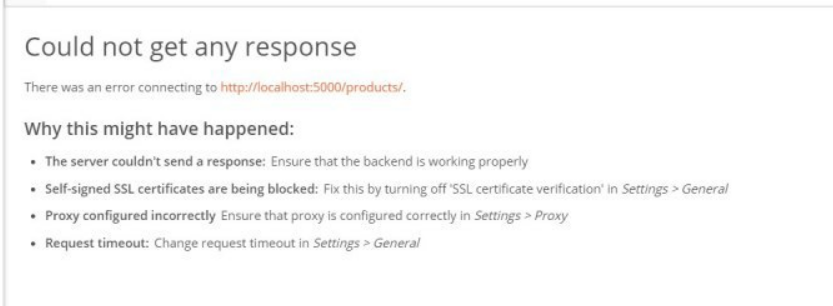 Could not get any response
There was an error connecting to http://localhost:5000/products/.
Why this might have happened:
• The server couldn't send a response: Ensure that the backend is working properly
• Self-signed SSL certificates are being blocked: Fix this by turning off 'SSL certificate verification' in Settings > General
• Proxy configured incorrectly Ensure that proxy is configured correctly in Settings > Proxy
• Request timeout: Change request timeout in Settings > General